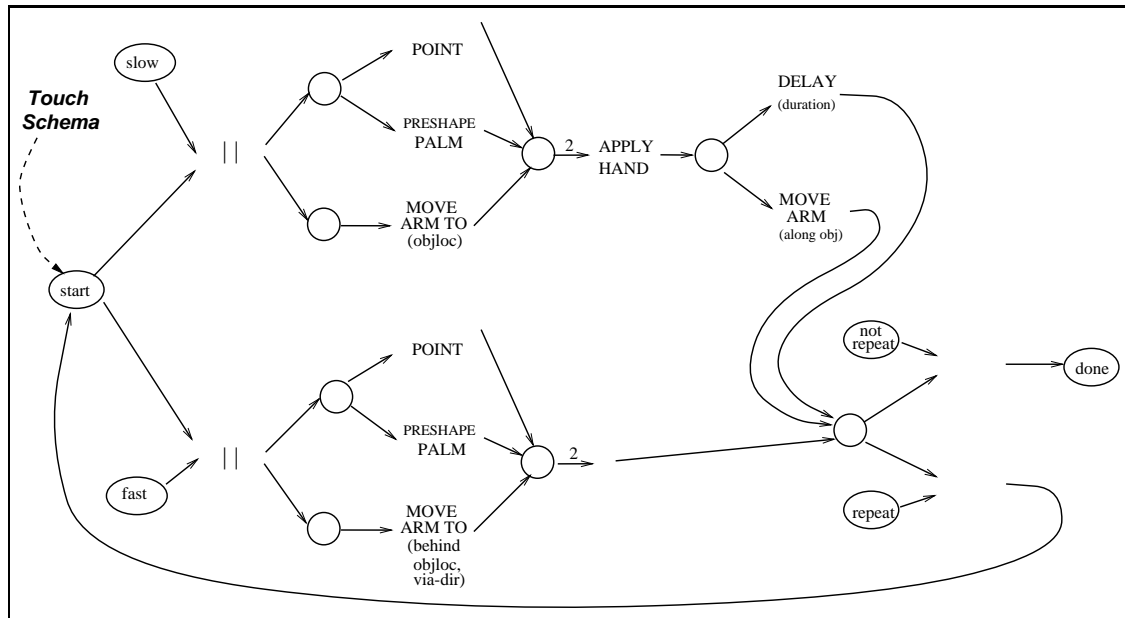 slow
Touch
Schema
start
| |
POINT
PRESHAPE
PALM
MOVE
ARM TO
(objloc)
2
APPLY
HAND
DELAY
(duration)
MOVE
ARM
(along obj)
fast
| |
POINT
PRESHAPE
PALM
MOVE
ARM TO
(behind
objloc,
via-dir)
2
not
repeat
done
repeat